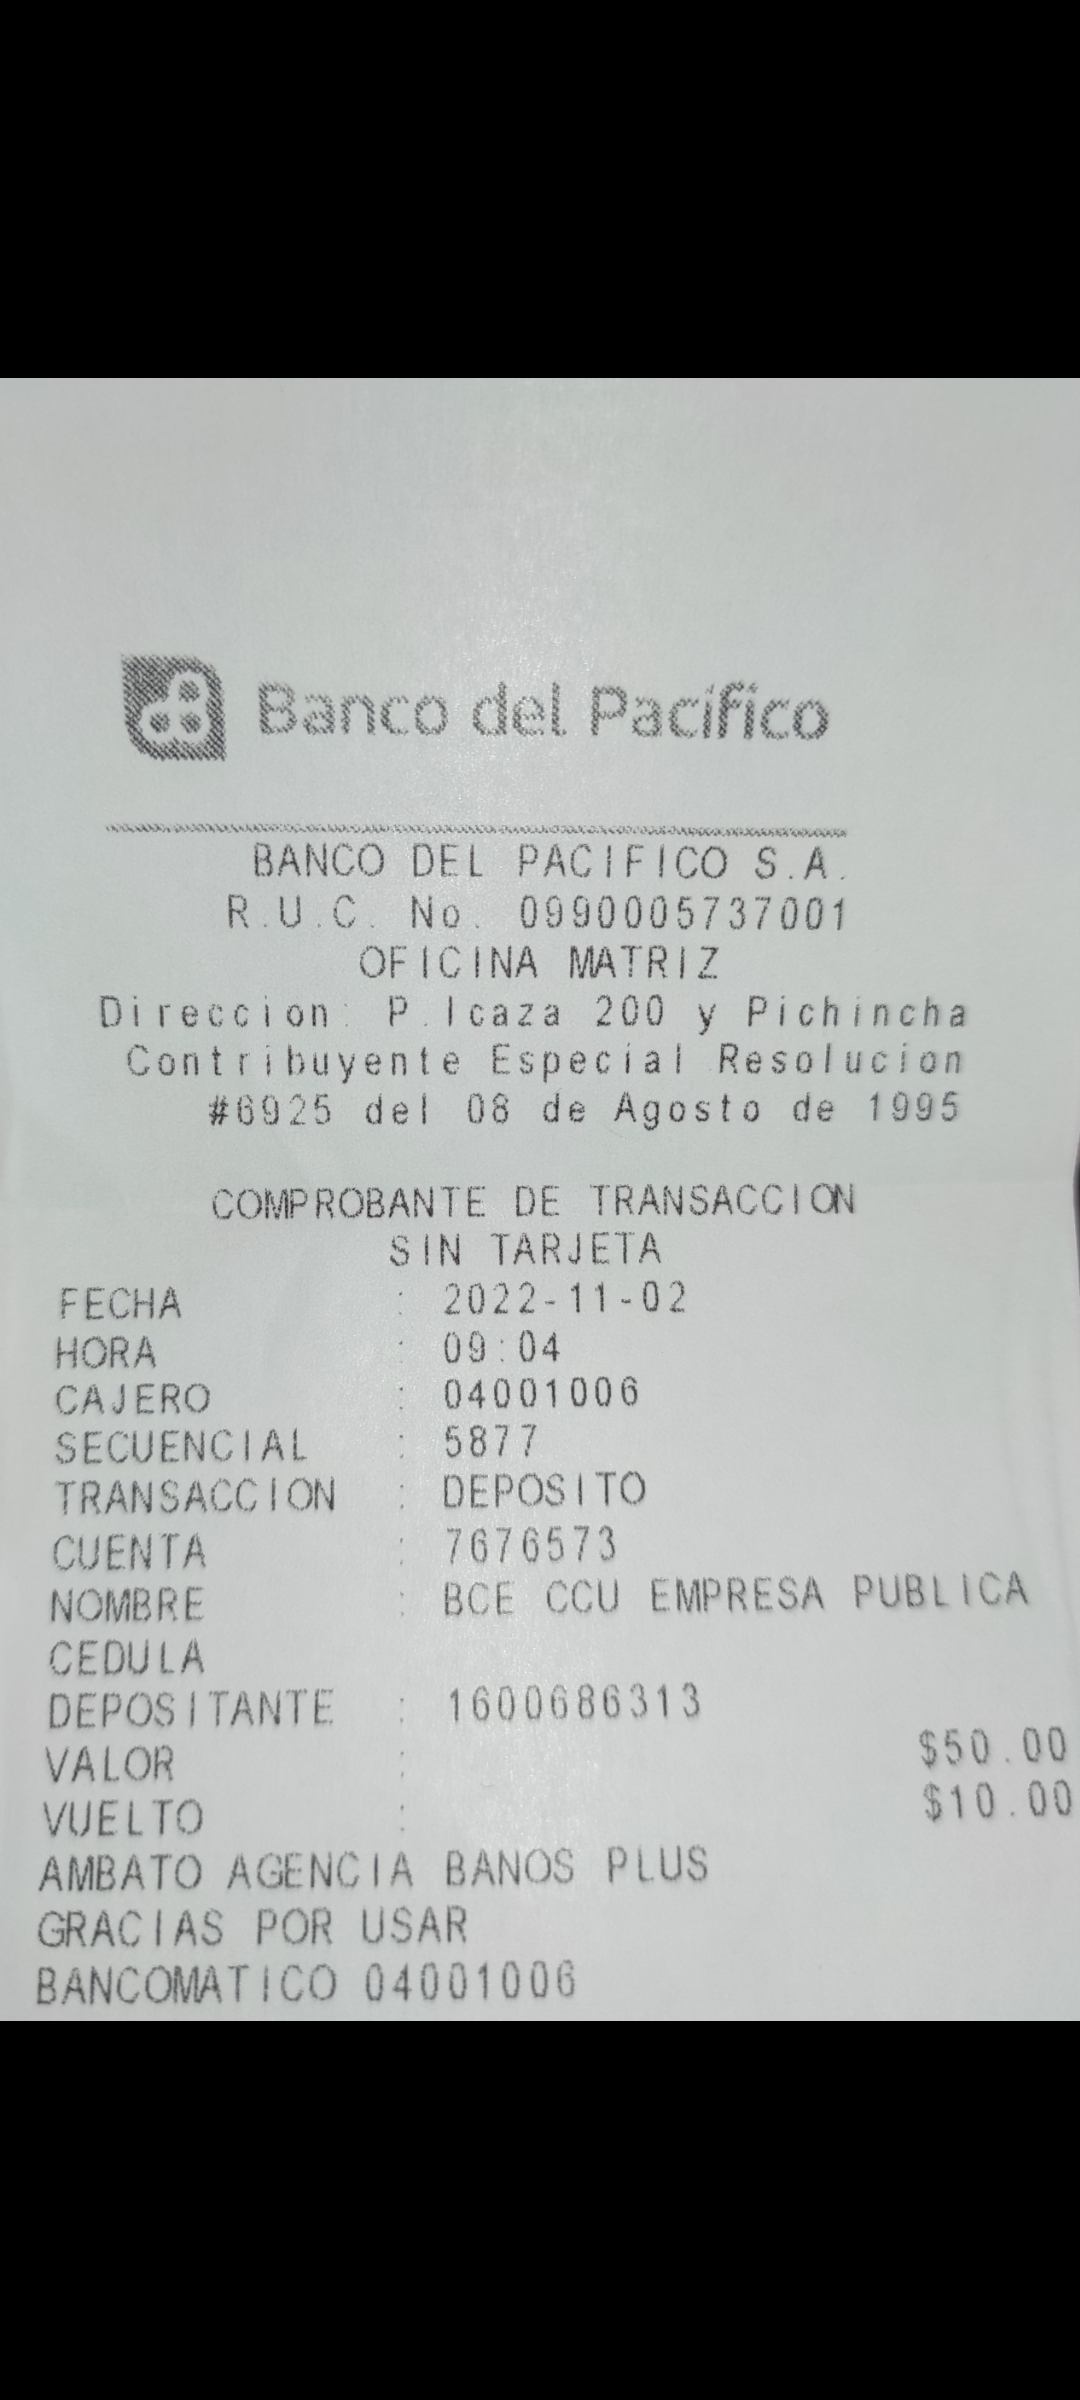 Banco del Pacífico
BANCO DEL PACIFICO S.A.
R.U.C. No. 0990005737001
OFICINA MATRIZ
Direccion: P.Icaza 200 y Pichincha
Contribuyente Especial Resolucion
#6925 del 08 de Agosto de 1995
COMPROBANTE DE TRANSACCION
SIN TARJETA
FECHA : 2022-11-02
HORA : 09:04
CAJERO : 04001006
SECUENCIAL : 5877
TRANSACCION : DEPOSITO
CUENTA : 7676573
NOMBRE : BCE CCU EMPRESA PUBLICA
CEDULA
DEPOSITANTE : 1600686313
VALOR : $50.00
VUELTO : $10.00
AMBATO AGENCIA BANOS PLUS
GRACIAS POR USAR
BANCOMATICO 04001006